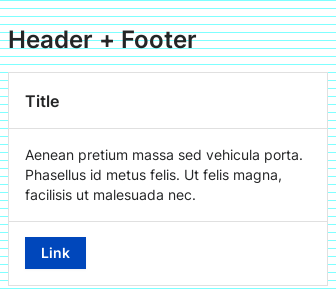 Header + Footer
Title
Aenean pretium massa sed vehicula porta.
Phasellus id metus felis. Ut felis magna,
facilisis ut malesuada nec.
Link